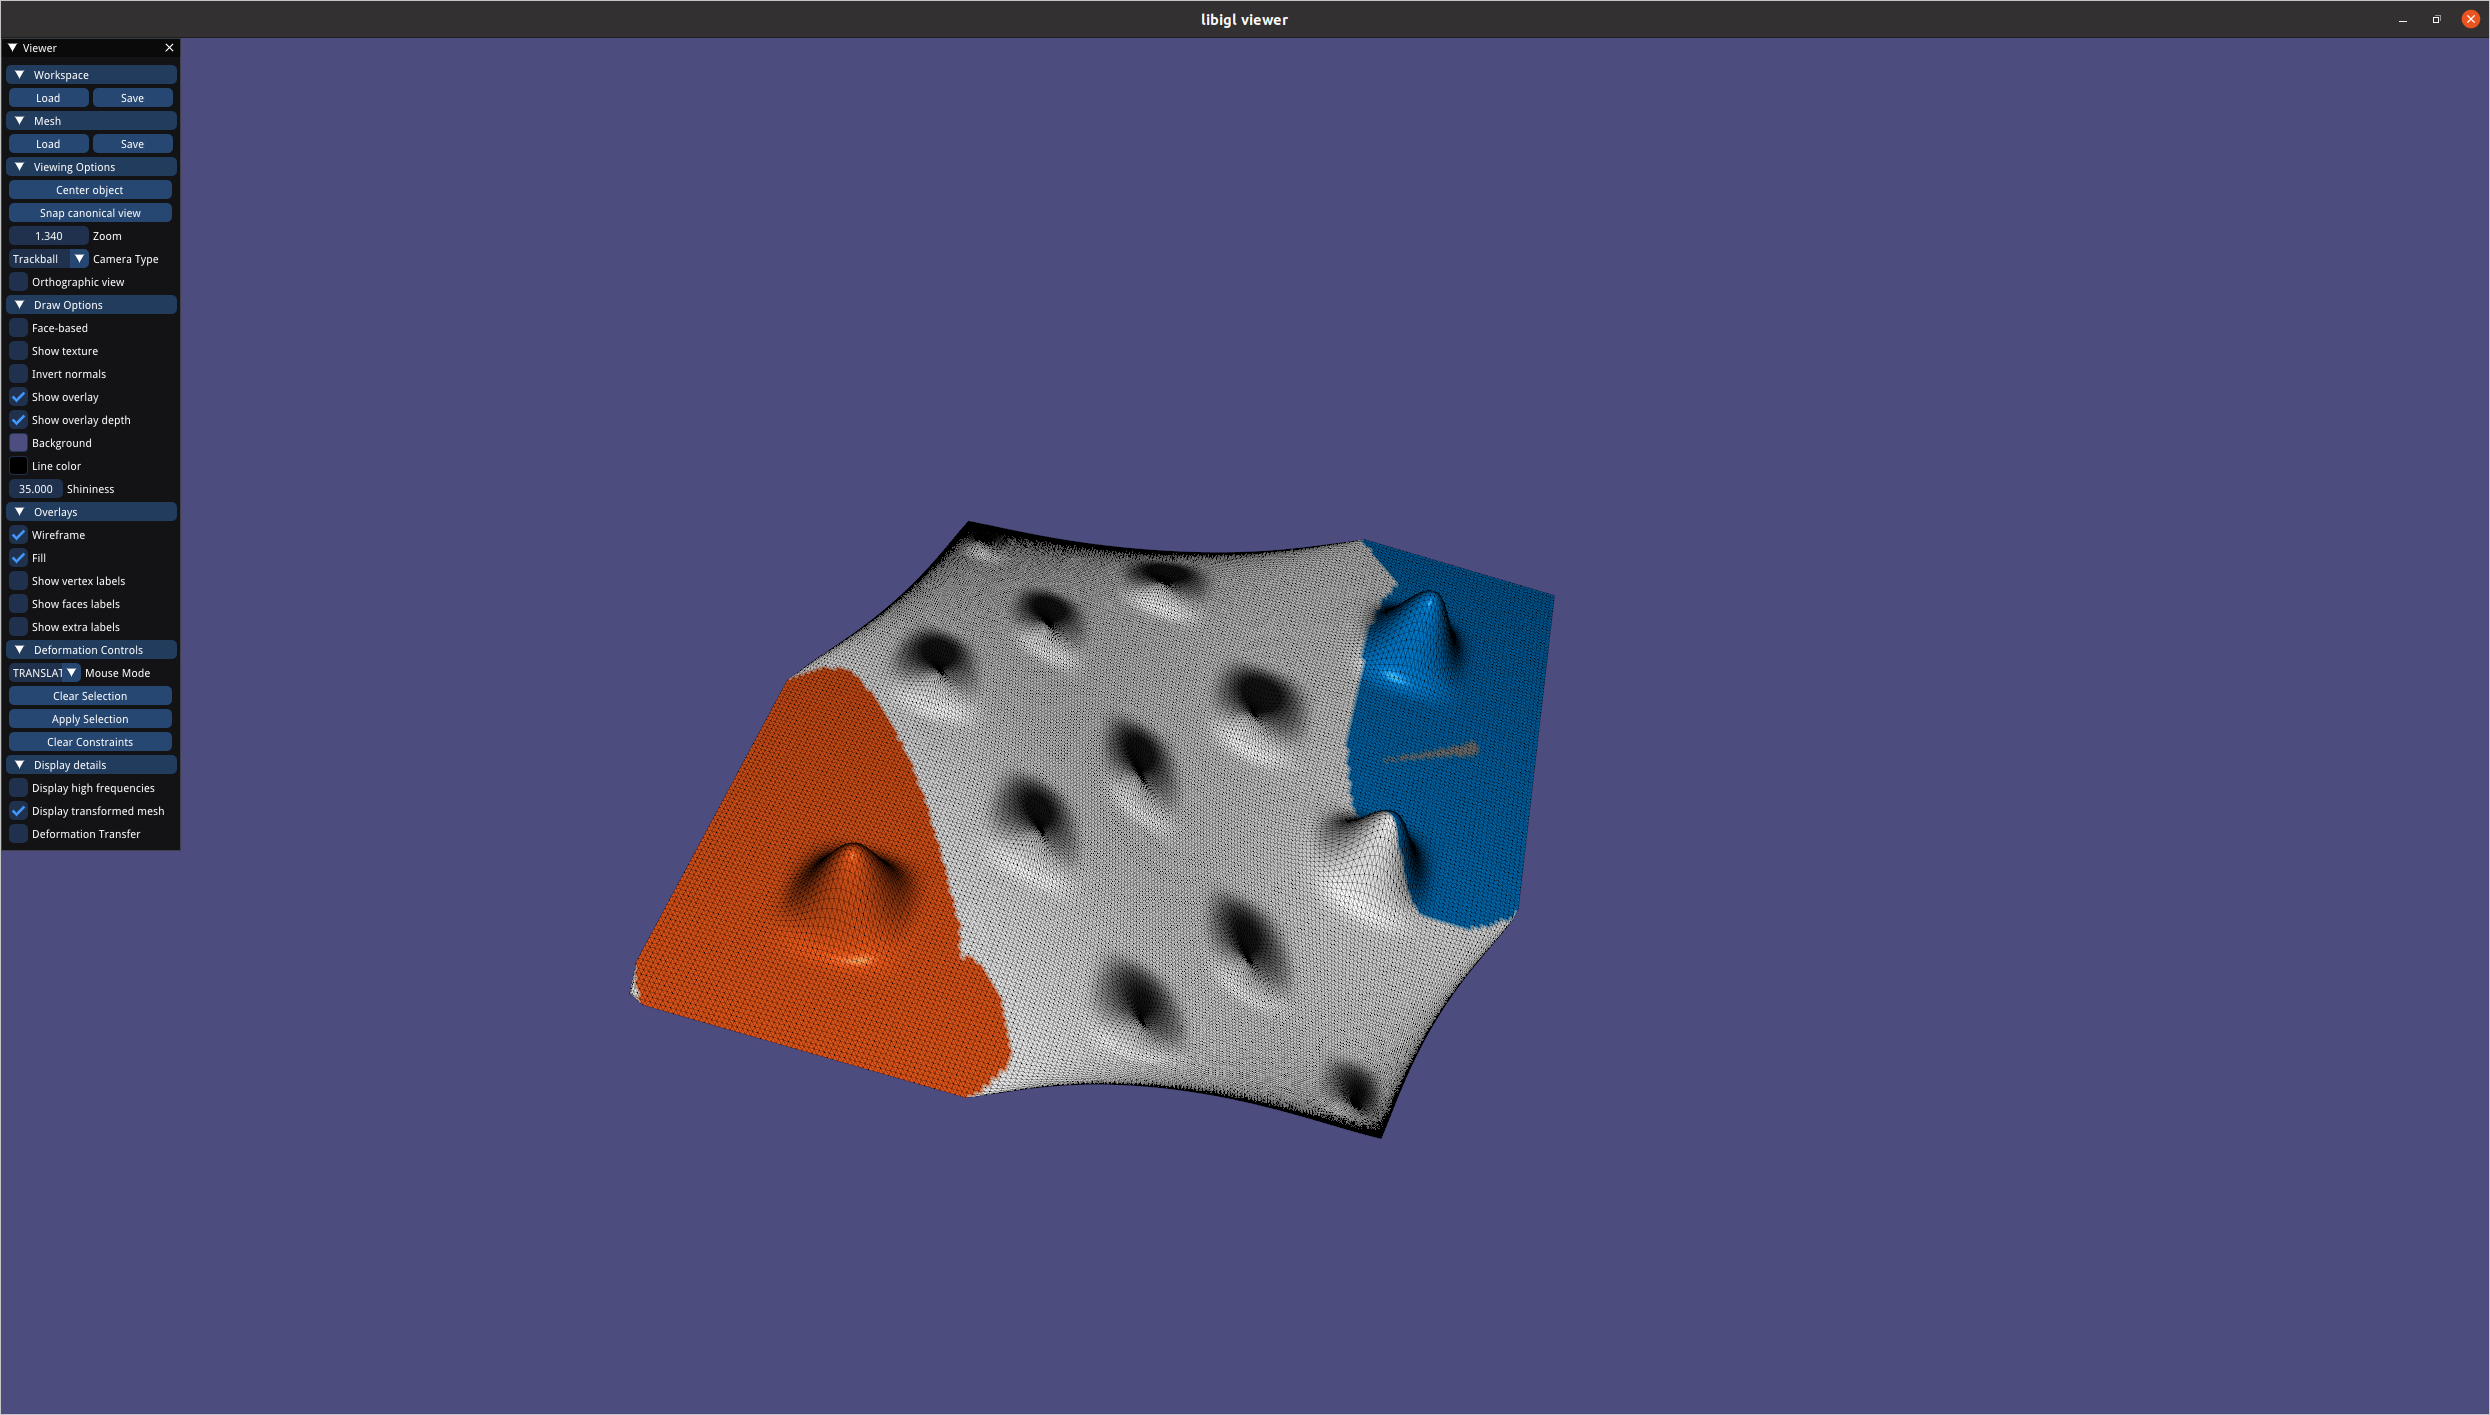 libigl viewer
Viewer
Workspace
Load Save
Mesh
Load Save
Viewing Options
Center object
Snap canonical view
1.340 Zoom
Trackball Camera Type
Orthographic view
Draw Options
Face-based
Show texture
Invert normals
Show overlay
Show overlay depth
Background
Line color
35.000 Shininess
Overlays
Wireframe
Fill
Show vertex labels
Show faces labels
Show extra labels
Deformation Controls
TRANSLAT Mouse Mode
Clear Selection
Apply Selection
Clear Constraints
Display details
Display high frequencies
Display transformed mesh
Deformation Transfer